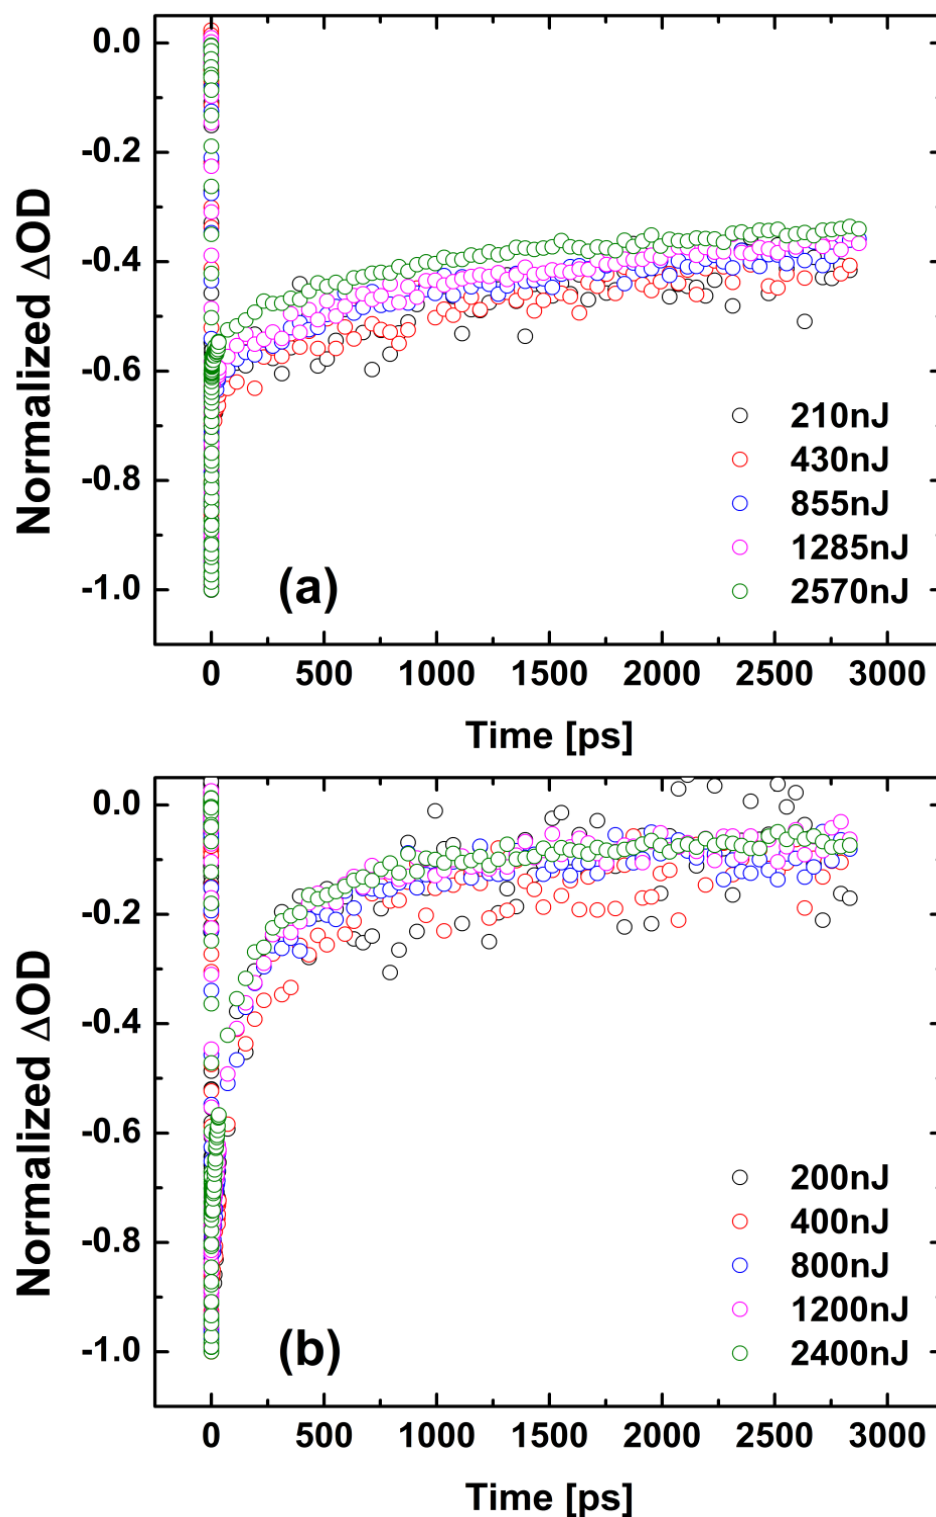 0.0
-0.2
-0.4
-0.6
-0.8
-1.0
Normalized ΔOD
210nJ
430nJ
855nJ
1285nJ
2570nJ
(a)
0 500 1000 1500 2000 2500 3000
Time [ps]
0.0
-0.2
-0.4
-0.6
-0.8
-1.0
Normalized ΔOD
200nJ
400nJ
800nJ
1200nJ
2400nJ
(b)
0 500 1000 1500 2000 2500 3000
Time [ps]